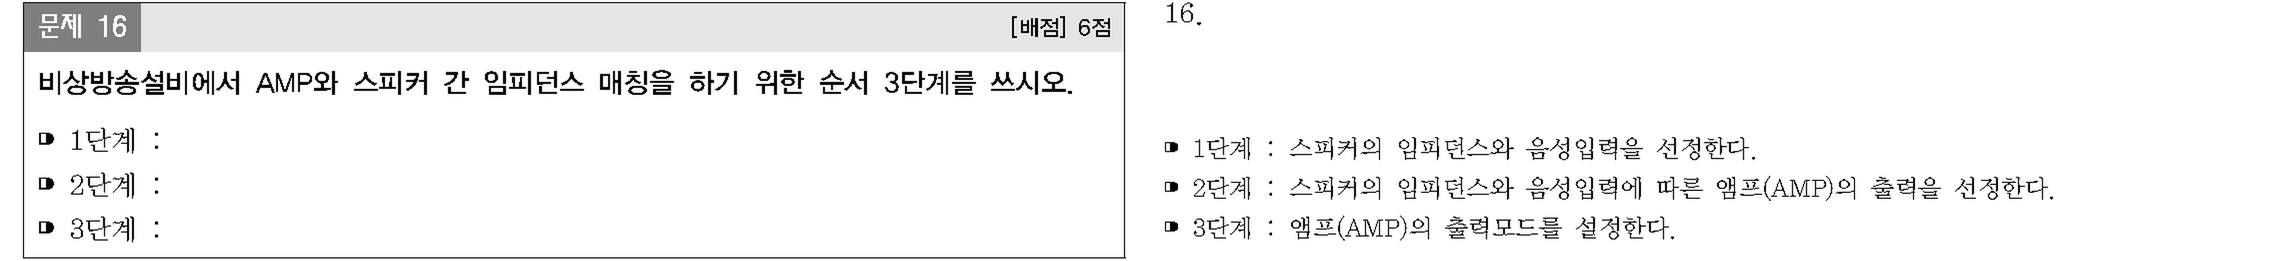 문제 16
[배점] 6점
비상방송설비에서 AMP와 스피커 간 임피던스 매칭을 하기 위한 순서 3단계를 쓰시오.
1단계 :
2단계 :
3단계 :
16.
1단계 : 스피커의 임피던스와 음성입력을 선정한다.
2단계 : 스피커의 임피던스와 음성입력에 따른 앰프(AMP)의 출력을 선정한다.
3단계 : 앰프(AMP)의 출력모드를 설정한다.